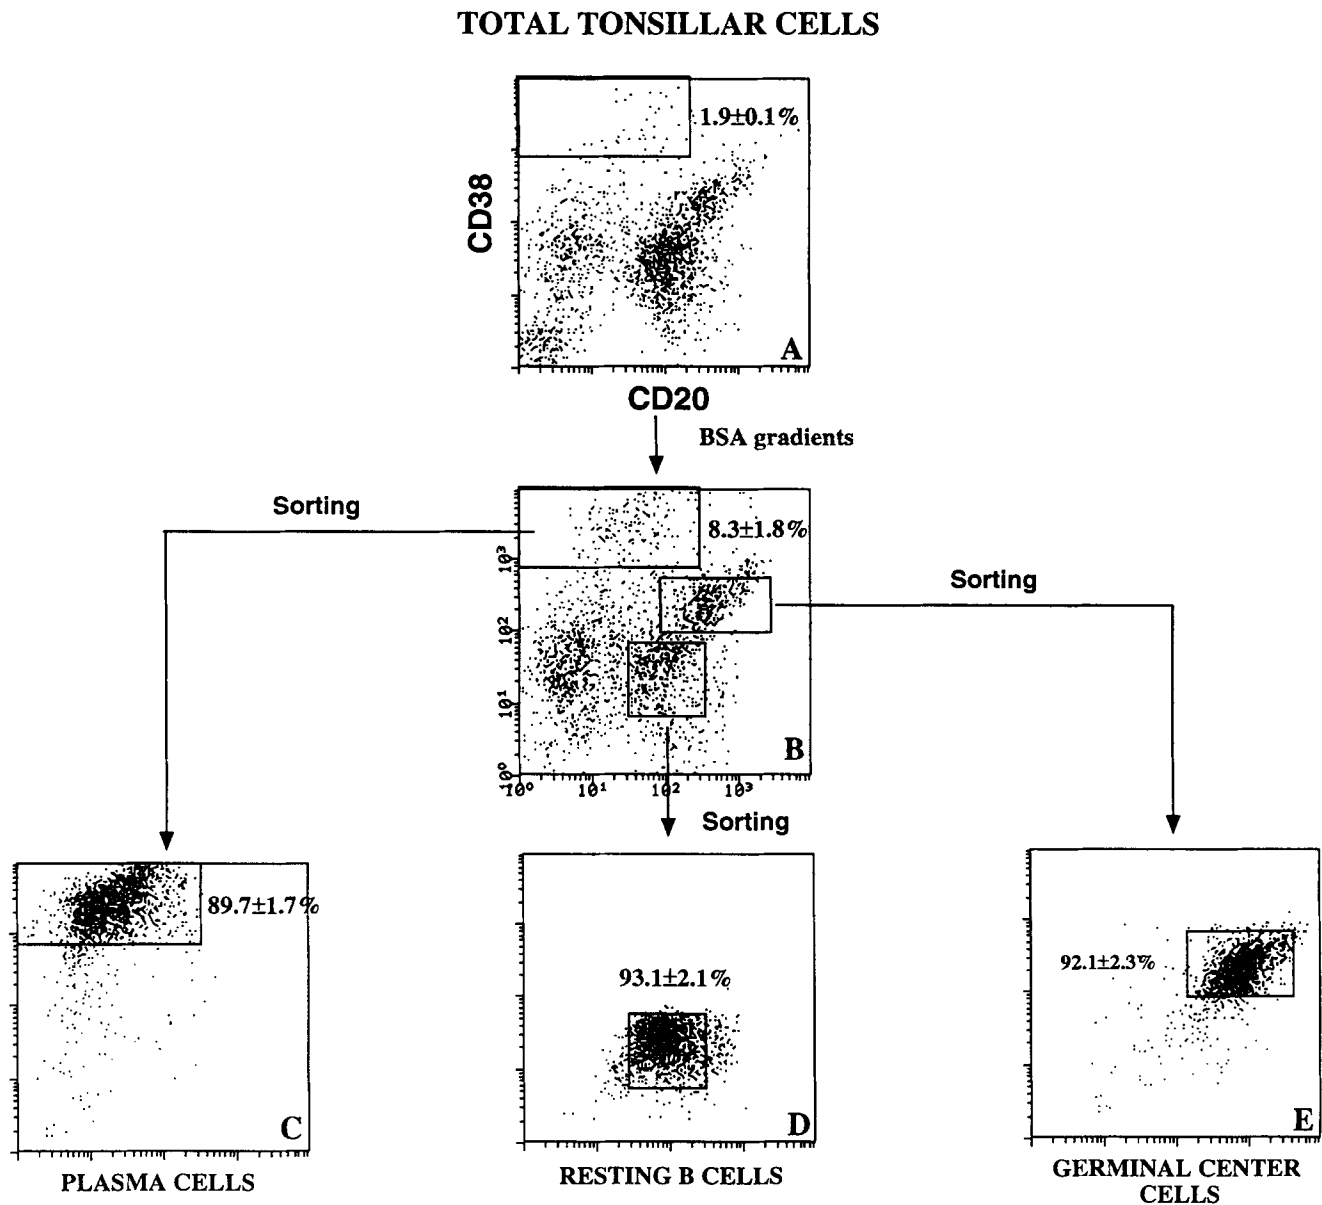 TOTAL TONSILLAR CELLS
1.9±0.1%
CD38
A
CD20
BSA gradients
Sorting
8.3±1.8%
10³
Sorting
10²
10¹
B
10⁰
10⁰ 10¹ 10² 10³
Sorting
89.7±1.7%
93.1±2.1%
92.1±2.3%
C
D
E
PLASMA CELLS
RESTING B CELLS
GERMINAL CENTER
CELLS